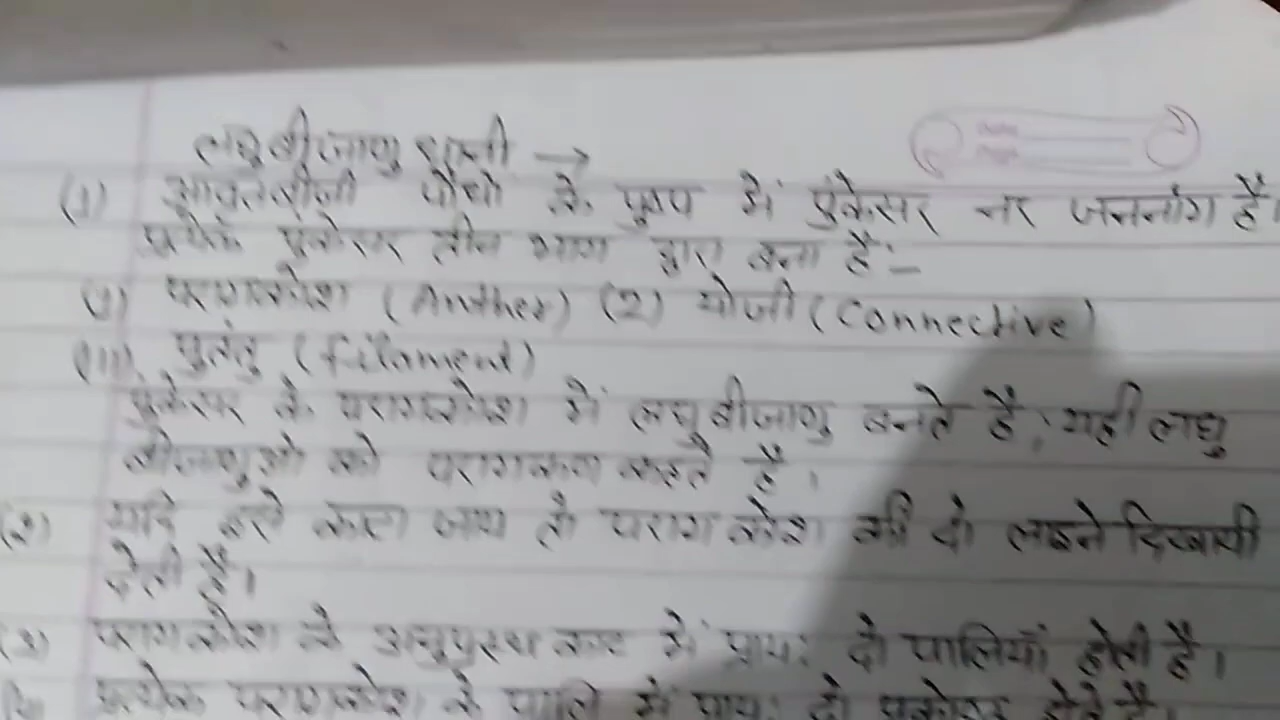 लघुबीजाणु धानी →
(1) आवृतबीजी पौधो के पुष्प में पुंकेसर नर जननांग है।
प्रत्येक पुंकेसर तीन भाग द्वारा बना है:-
(1) परागकोश (Anther) (2) योजी (Connective)
(III) पुतंतु (filament)
पुंकेसर के परागकोश में लघुबीजाणु बनते है; यही लघु
बीजाणुओ को परागकण कहते है।
(2) यदि इसे काटा जाय तो पराग कोश की दो दिखायी
देती है।
(3) परागकोश के अनुप्रस्थ काट में प्रायः दो पालियाँ होती है।
प्रत्येक परागकोश के पालि में प्रायः दो प्रकोष्ठ होते है।